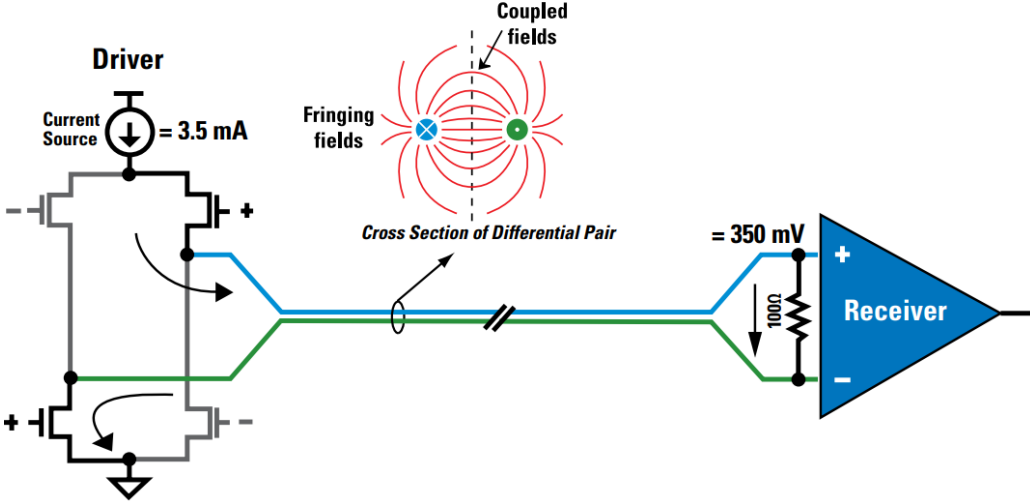 Coupled
fields
Driver
Current
Source
= 3.5 mA
Fringing
fields
Cross Section of Differential Pair
= 350 mV
100Ω
Receiver
+
−
−
+
+
−